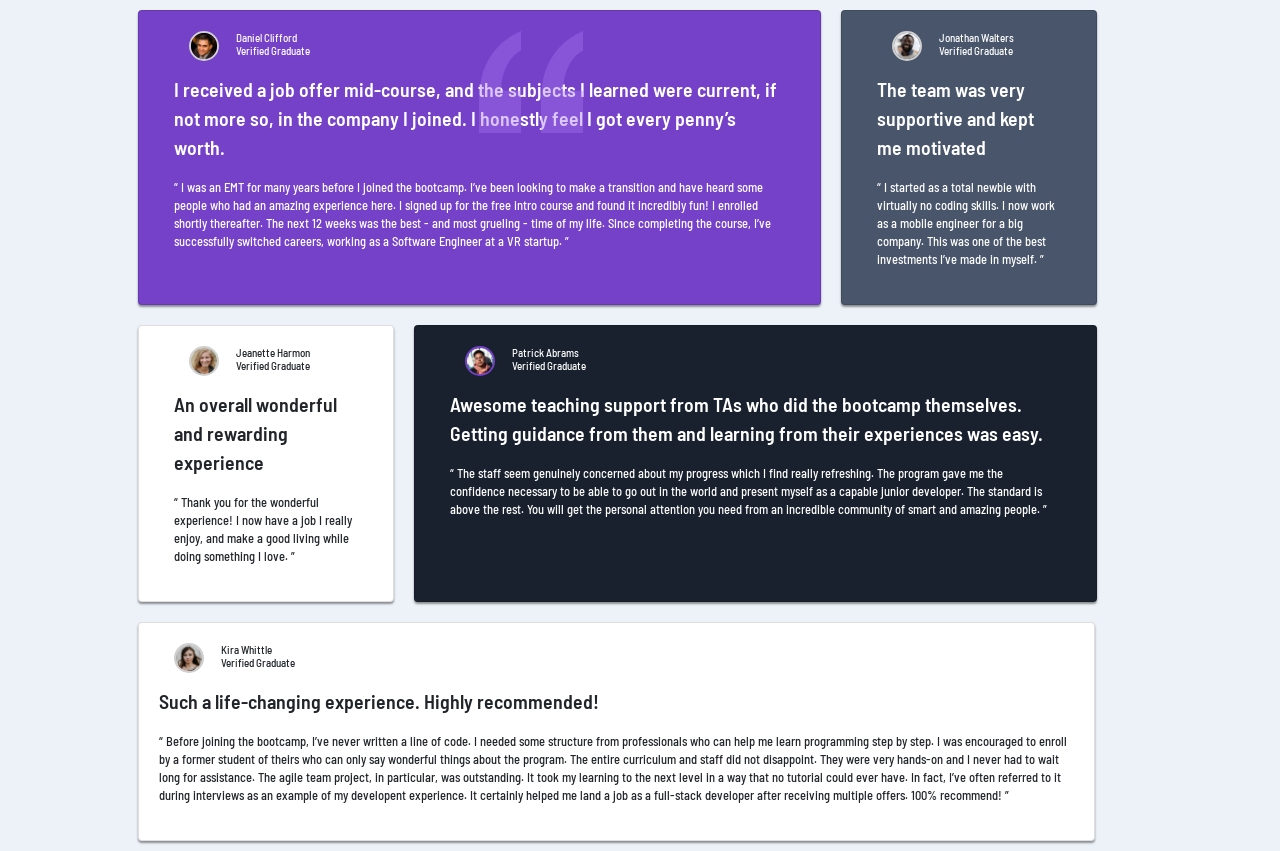 Daniel Clifford
Verified Graduate
I received a job offer mid-course, and the subjects I learned were current, if
not more so, in the company I joined. I honestly feel I got every penny’s
worth.
“ I was an EMT for many years before I joined the bootcamp. I’ve been looking to make a transition and have heard some
people who had an amazing experience here. I signed up for the free intro course and found it incredibly fun! I enrolled
shortly thereafter. The next 12 weeks was the best - and most grueling - time of my life. Since completing the course, I’ve
successfully switched careers, working as a Software Engineer at a VR startup. ”
Jonathan Walters
Verified Graduate
The team was very
supportive and kept
me motivated
“ I started as a total newbie with
virtually no coding skills. I now work
as a mobile engineer for a big
company. This was one of the best
investments I’ve made in myself. ”
Jeanette Harmon
Verified Graduate
An overall wonderful
and rewarding
experience
“ Thank you for the wonderful
experience! I now have a job I really
enjoy, and make a good living while
doing something I love. ”
Patrick Abrams
Verified Graduate
Awesome teaching support from TAs who did the bootcamp themselves.
Getting guidance from them and learning from their experiences was easy.
“ The staff seem genuinely concerned about my progress which I find really refreshing. The program gave me the
confidence necessary to be able to go out in the world and present myself as a capable junior developer. The standard is
above the rest. You will get the personal attention you need from an incredible community of smart and amazing people. ”
Kira Whittle
Verified Graduate
Such a life-changing experience. Highly recommended!
“ Before joining the bootcamp, I’ve never written a line of code. I needed some structure from professionals who can help me learn programming step by step. I was encouraged to enroll
by a former student of theirs who can only say wonderful things about the program. The entire curriculum and staff did not disappoint. They were very hands-on and I never had to wait
long for assistance. The agile team project, in particular, was outstanding. It took my learning to the next level in a way that no tutorial could ever have. In fact, I’ve often referred to it
during interviews as an example of my developent experience. It certainly helped me land a job as a full-stack developer after receiving multiple offers. 100% recommend! ”